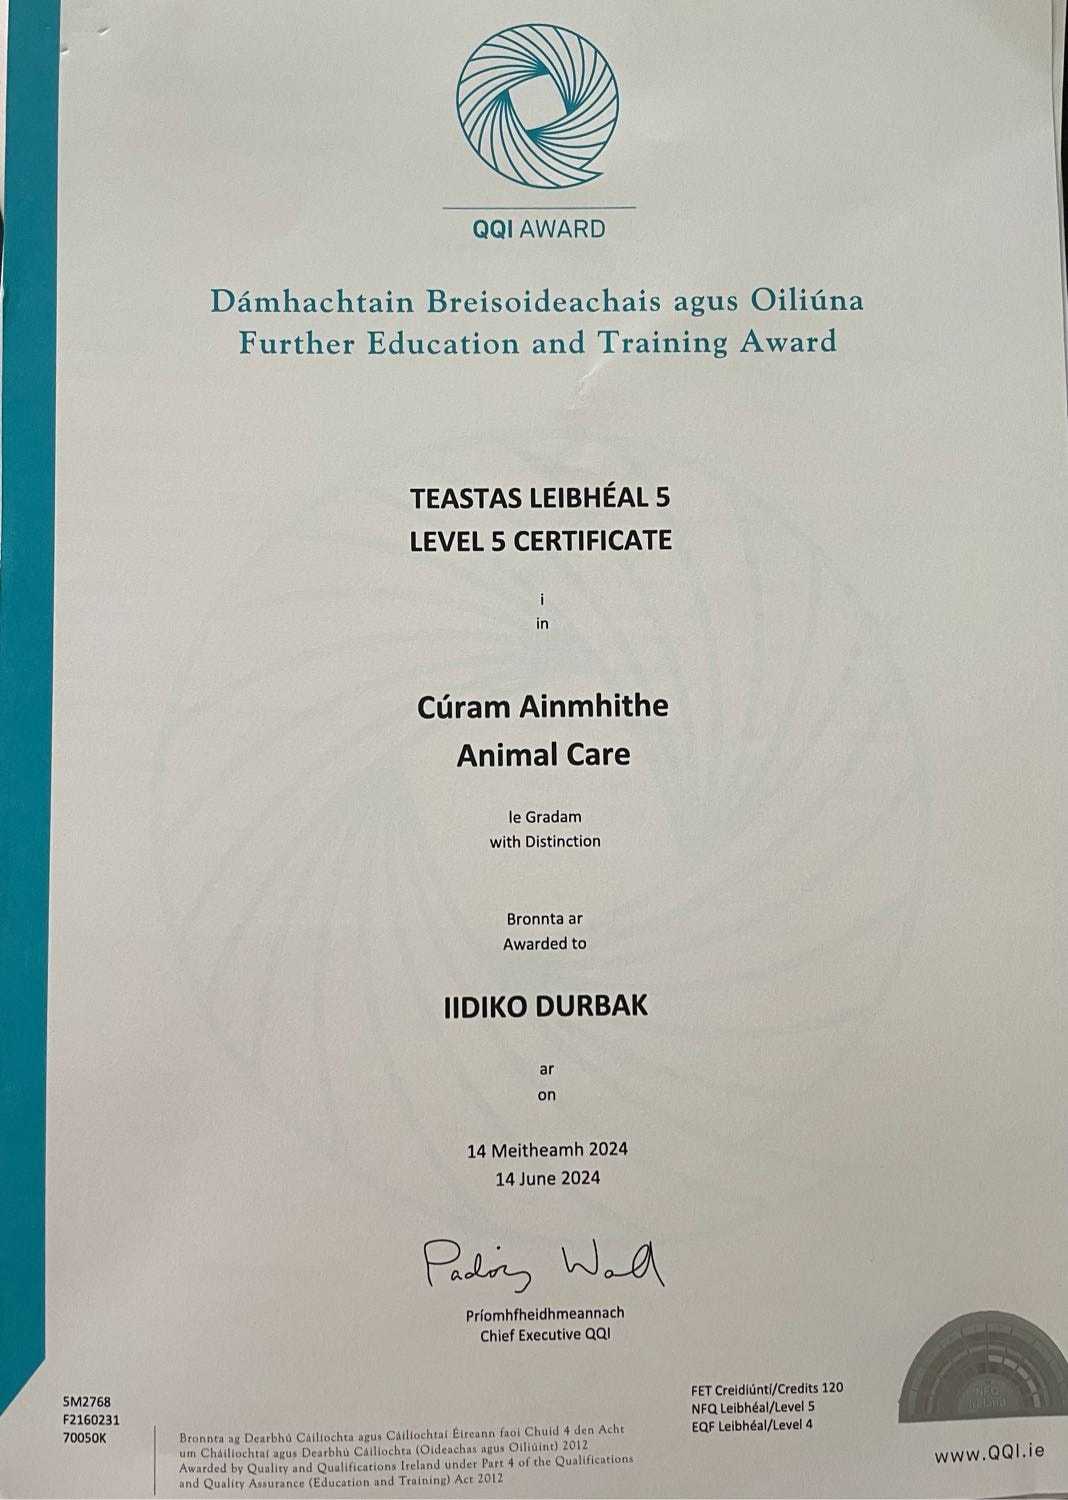 QQI AWARD
Dámhachtain Breisoideachais agus Oiliúna
Further Education and Training Award
TEASTAS LEIBHÉAL 5
LEVEL 5 CERTIFICATE
i
in
Cúram Ainmhithe
Animal Care
le Gradam
with Distinction
Bronnta ar
Awarded to
IIDIKO DURBAK
ar
on
14 Meitheamh 2024
14 June 2024
Príomhfheidhmeannach
Chief Executive QQI
5M2768
F2160231
70050K
Bronnta ag Dearbhú Cáilíochta agus Cáilíochtaí Éireann faoi Chuid 4 den Acht
um Cháilíochtaí agus Dearbhú Cáilíochta (Oideachas agus Oiliúint) 2012
Awarded by Quality and Qualifications Ireland under Part 4 of the Qualifications
and Quality Assurance (Education and Training) Act 2012
FET Creidiúntí/Credits 120
NFQ Leibhéal/Level 5
EQF Leibhéal/Level 4
NFQ
Ireland
www.QQI.ie